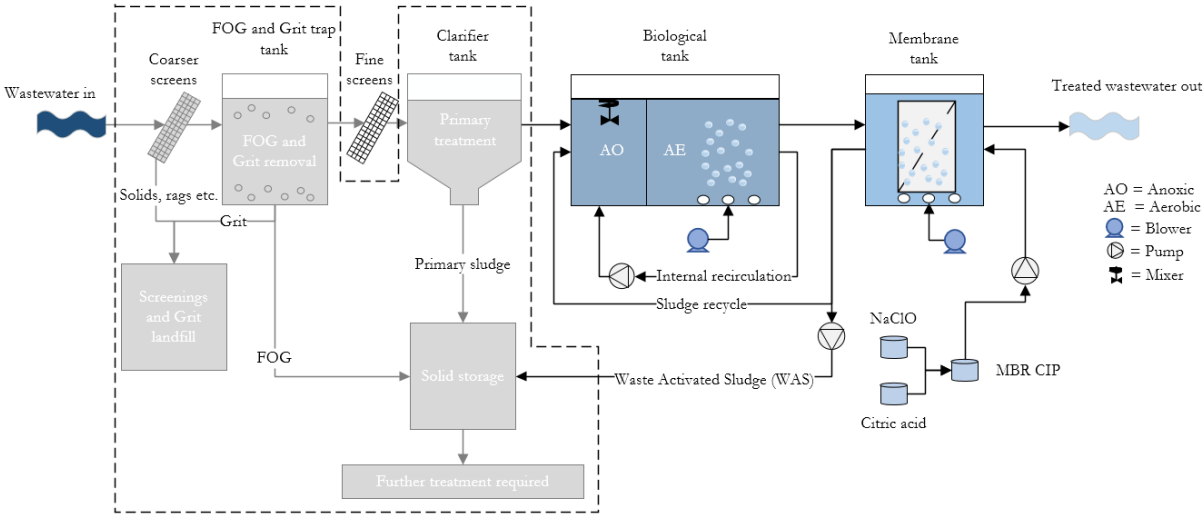 FOG and Grit trap
tank
Clarifier
tank
Biological
tank
Membrane
tank
Coarser
screens
Fine
screens
Wastewater in
Treated wastewater out
FOG and
Grit removal
Primary
treatment
AO
AE
Solids, rags etc.
Grit
AO = Anoxic
AE = Aerobic
= Blower
= Pump
= Mixer
Primary sludge
Internal recirculation
Sludge recycle
Screenings
and Grit
landfill
NaClO
FOG
Solid storage
Waste Activated Sludge (WAS)
MBR CIP
Citric acid
Further treatment required